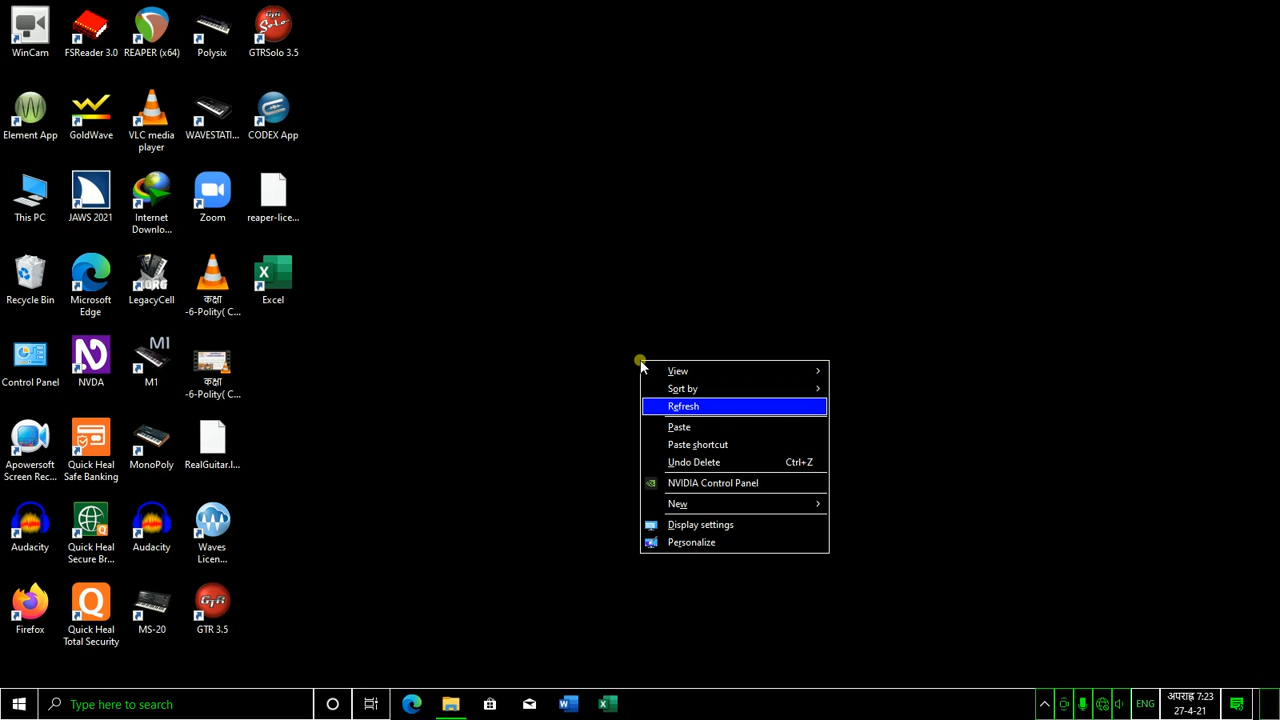 WinCam
FSReader 3.0
REAPER (x64)
Polysix
GTRSolo 3.5
Element App
GoldWave
VLC media
player
WAVESTATI...
CODEX App
This PC
JAWS 2021
Internet
Downlo...
Zoom
reaper-lice...
Recycle Bin
Microsoft
Edge
LegacyCell
कक्षा
-6-Polity( C...
Excel
Control Panel
NVDA
M1
कक्षा
-6-Polity( C...
Apowersoft
Screen Rec...
Quick Heal
Safe Banking
MonoPoly
RealGuitar.l...
Audacity
Quick Heal
Secure Br...
Audacity
Waves
Licen...
Firefox
Quick Heal
Total Security
MS-20
GTR 3.5
View
Sort by
Refresh
Paste
Paste shortcut
Undo Delete Ctrl+Z
NVIDIA Control Panel
New
Display settings
Personalize
Type here to search
ENG
अपराह्न 7:23
27-4-21